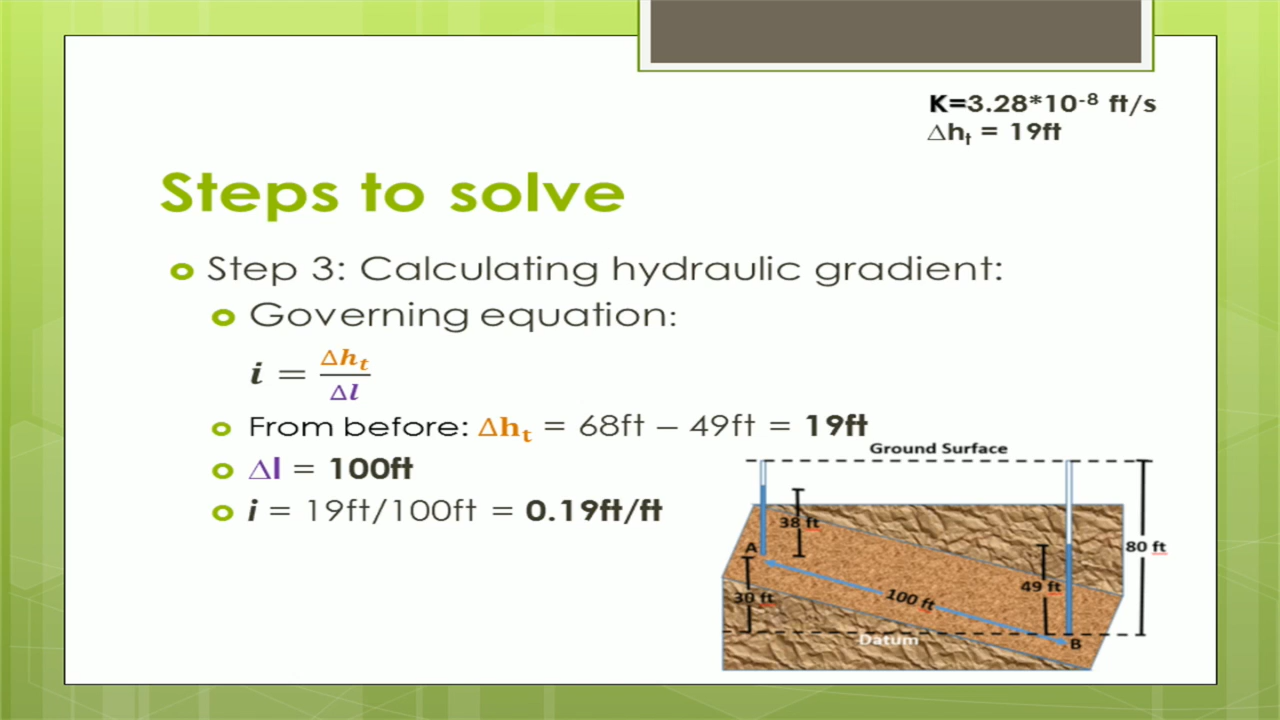 K=3.28*10⁻⁸ ft/s
Δhₜ = 19ft
Steps to solve
Step 3: Calculating hydraulic gradient:
Governing equation:
i = Δhₜ/Δl
From before: Δhₜ = 68ft – 49ft = 19ft
Δl = 100ft
i = 19ft/100ft = 0.19ft/ft
Ground Surface
38 ft
A
80 ft
49 ft
30 ft
100 ft
Datum
B